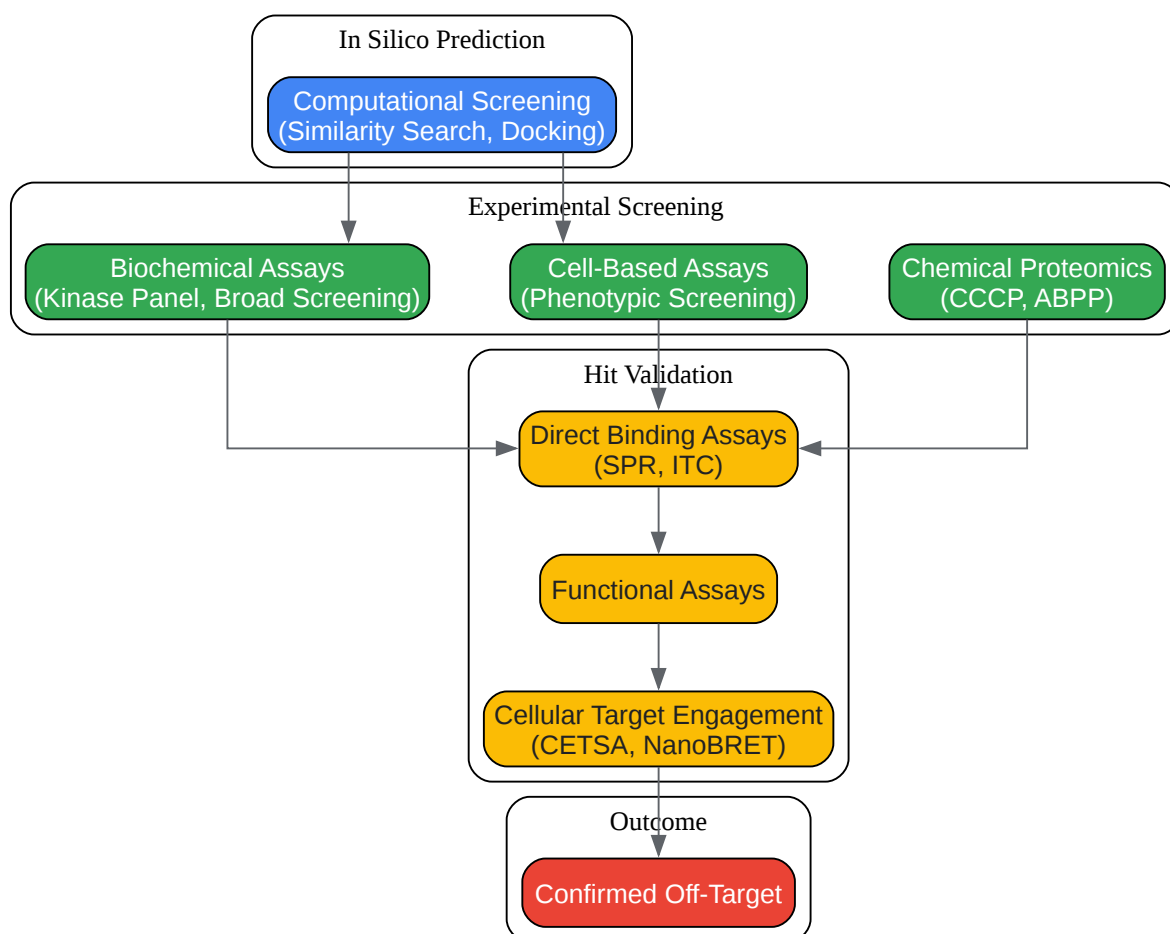 In Silico Prediction
Computational Screening
(Similarity Search, Docking)
Experimental Screening
Biochemical Assays
(Kinase Panel, Broad Screening)
Cell-Based Assays
(Phenotypic Screening)
Chemical Proteomics
(CCCP, ABPP)
Hit Validation
Direct Binding Assays
(SPR, ITC)
Functional Assays
Cellular Target Engagement
(CETSA, NanoBRET)
Outcome
Confirmed Off-Target